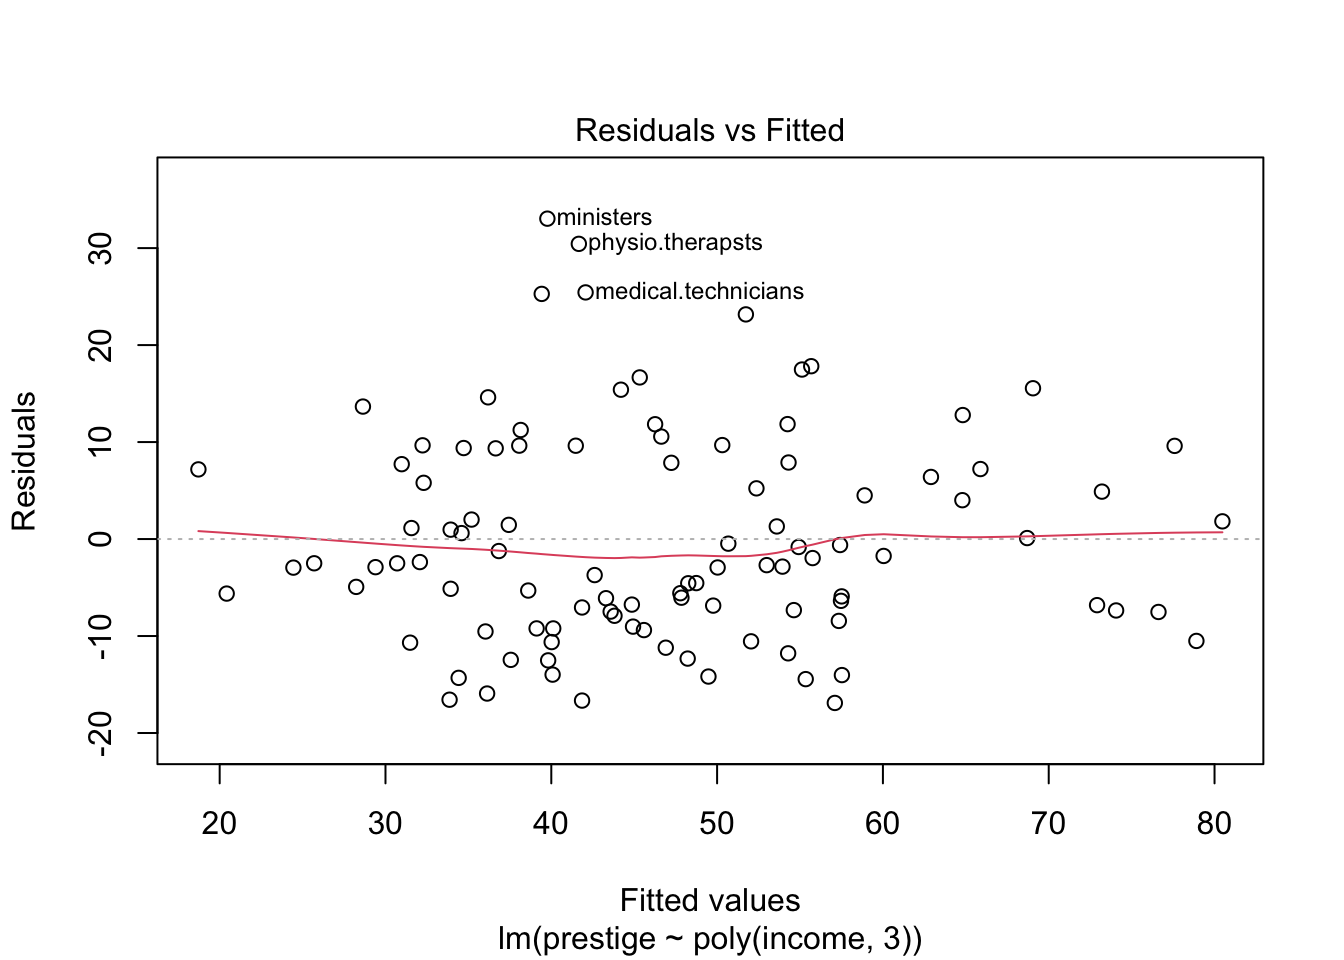 Residuals vs Fitted
ministers
physio.therapsts
medical.technicians
Residuals
30
20
10
0
-10
-20
20 30 40 50 60 70 80
Fitted values
lm(prestige ~ poly(income, 3))